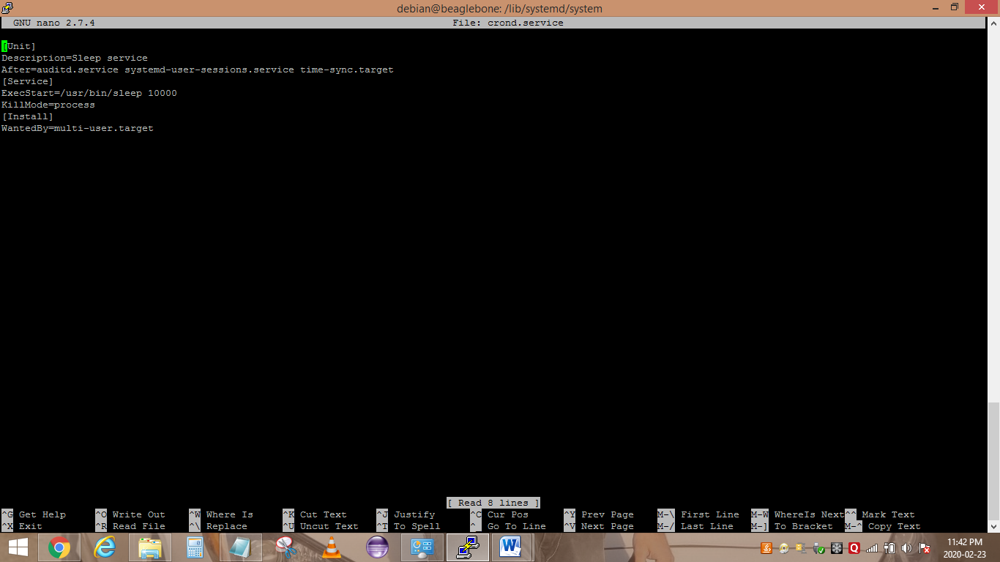 debian@beaglebone: /lib/systemd/system
GNU nano 2.7.4 File: crond.service
[Unit]
Description=Sleep service
After=auditd.service systemd-user-sessions.service time-sync.target
[Service]
ExecStart=/usr/bin/sleep 10000
KillMode=process
[Install]
WantedBy=multi-user.target
[ Read 8 lines ]
^G Get Help ^O Write Out ^W Where Is ^K Cut Text ^J Justify ^C Cur Pos ^Y Prev Page M-\ First Line M-W WhereIs Next ^^ Mark Text
^X Exit ^R Read File ^\ Replace ^U Uncut Text ^T To Spell ^_ Go To Line ^V Next Page M-/ Last Line M-] To Bracket M-^ Copy Text
11:42 PM
2020-02-23